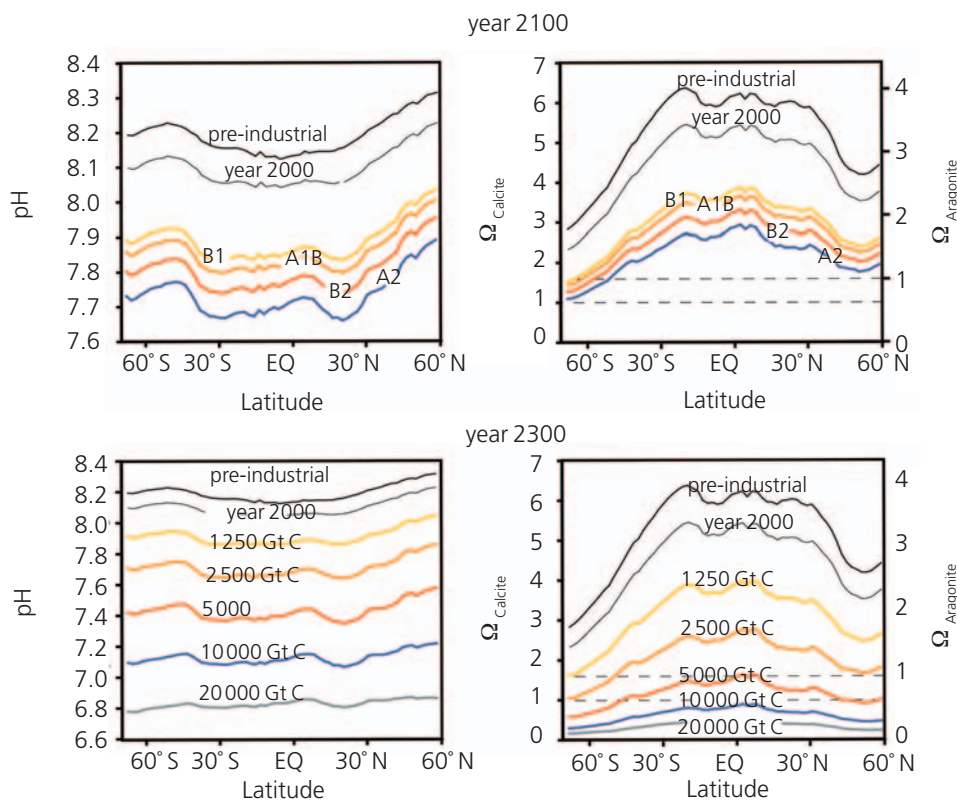 year 2100
8.4
8.3
8.2
8.1
8.0
7.9
7.8
7.7
7.6
pH
pre-industrial
year 2000
B1
A1B
B2
A2
60° S
30° S
EQ
30° N
60° N
Latitude
7
6
5
4
3
2
1
0
Ω Calcite
pre-industrial
year 2000
B1
A1B
B2
A2
4
3
2
1
0
Ω Aragonite
60° S
30° S
EQ
30° N
60° N
Latitude
year 2300
8.4
8.2
8.0
7.8
7.6
7.4
7.2
7.0
6.8
6.6
pH
pre-industrial
year 2000
1250 Gt C
2500 Gt C
5000
10000 Gt C
20000 Gt C
60° S
30° S
EQ
30° N
60° N
Latitude
7
6
5
4
3
2
1
0
Ω Calcite
pre-industrial
year 2000
1250 Gt C
2500 Gt C
5000 Gt C
10000 Gt C
20000 Gt C
4
3
2
1
0
Ω Aragonite
60° S
30° S
EQ
30° N
60° N
Latitude